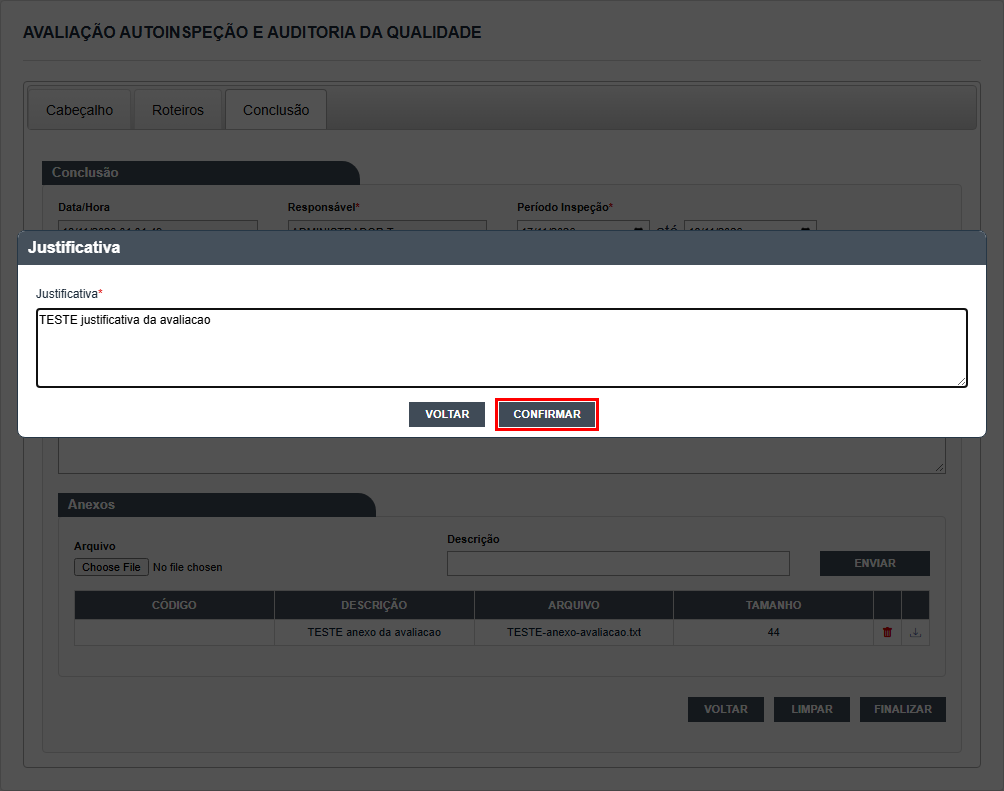 AVALIAÇÃO AUTOINSPEÇÃO E AUDITORIA DA QUALIDADE
Cabeçalho Roteiros Conclusão
Conclusão
Data/Hora Responsável* Período Inspeção*
até
Justificativa
Justificativa*
TESTE justificativa da avaliacao
VOLTAR CONFIRMAR
Anexos
Arquivo Descrição
Choose File No file chosen ENVIAR
CÓDIGO DESCRIÇÃO ARQUIVO TAMANHO
TESTE anexo da avaliacao TESTE-anexo-avaliacao.txt 44
VOLTAR LIMPAR FINALIZAR